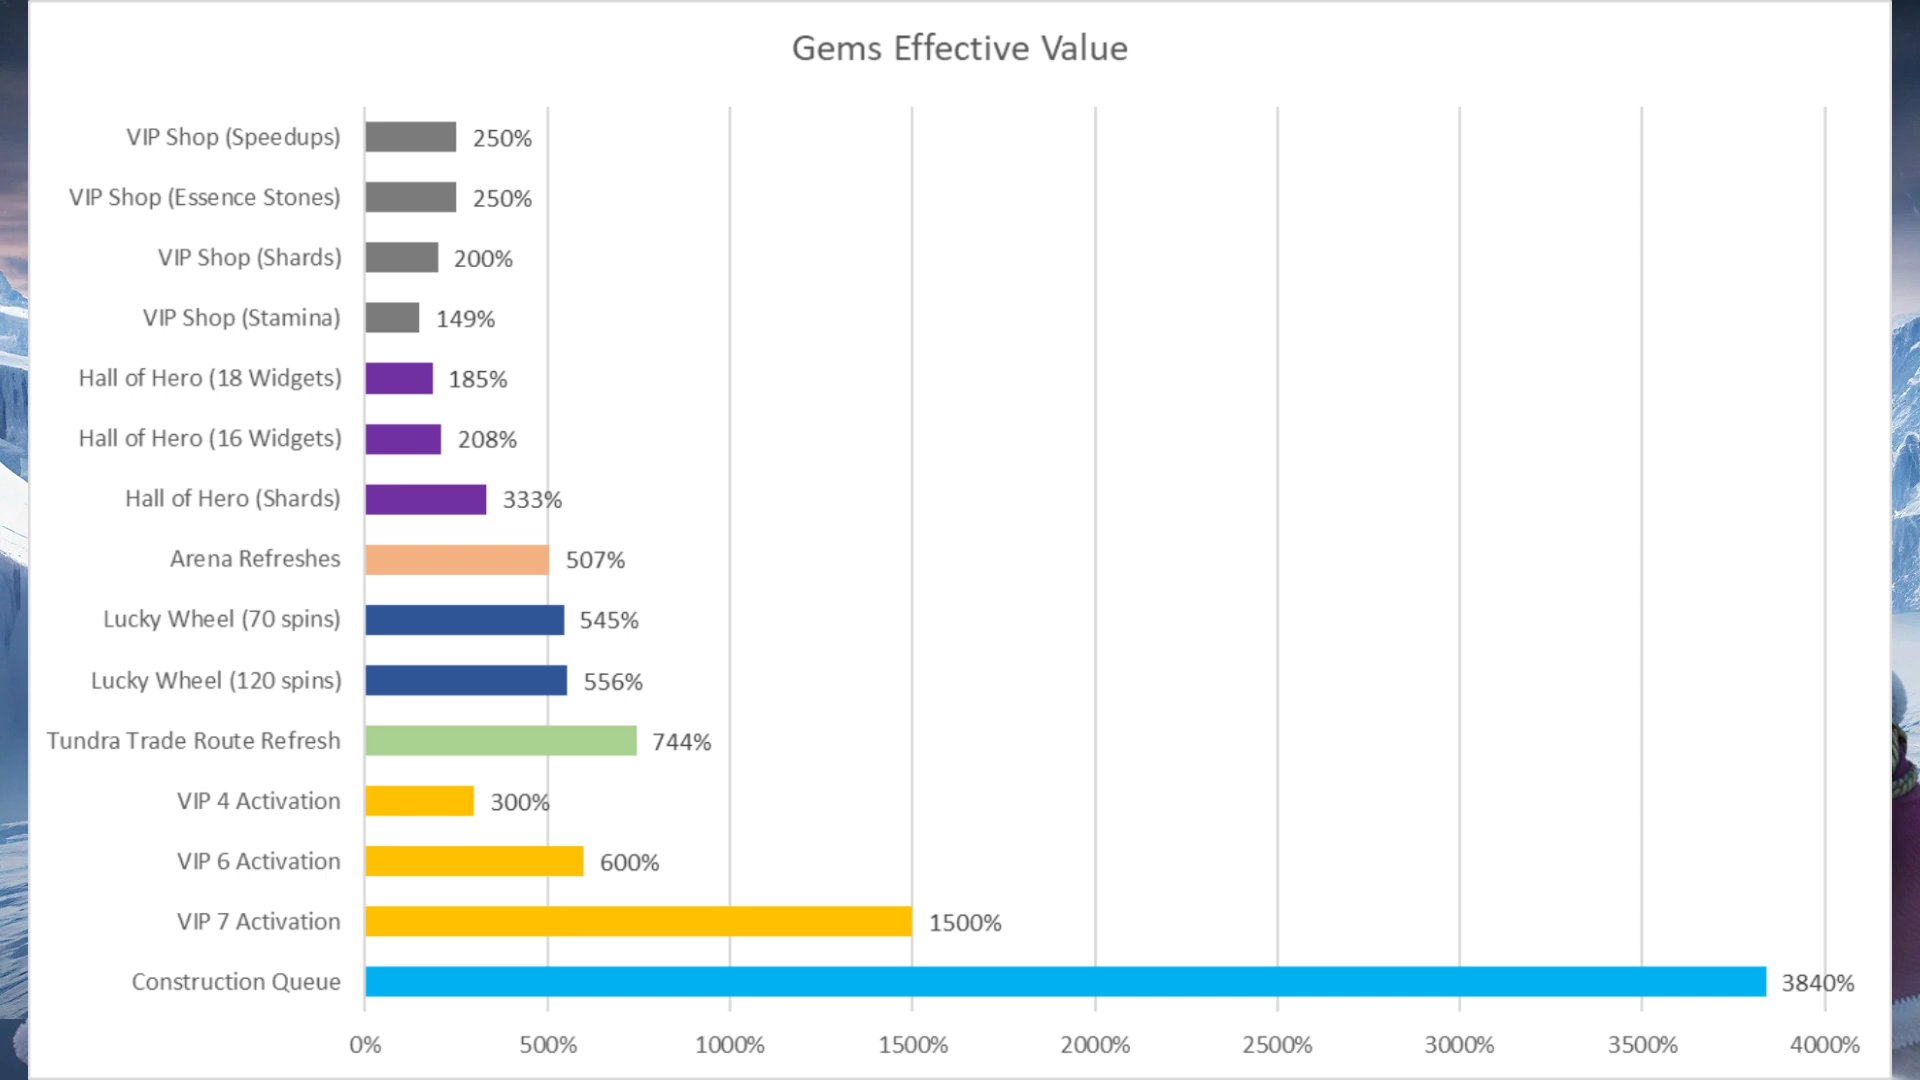 Gems Effective Value
VIP Shop (Speedups) 250%
VIP Shop (Essence Stones) 250%
VIP Shop (Shards) 200%
VIP Shop (Stamina) 149%
Hall of Hero (18 Widgets) 185%
Hall of Hero (16 Widgets) 208%
Hall of Hero (Shards) 333%
Arena Refreshes 507%
Lucky Wheel (70 spins) 545%
Lucky Wheel (120 spins) 556%
Tundra Trade Route Refresh 744%
VIP 4 Activation 300%
VIP 6 Activation 600%
VIP 7 Activation 1500%
Construction Queue 3840%
0% 500% 1000% 1500% 2000% 2500% 3000% 3500% 4000%